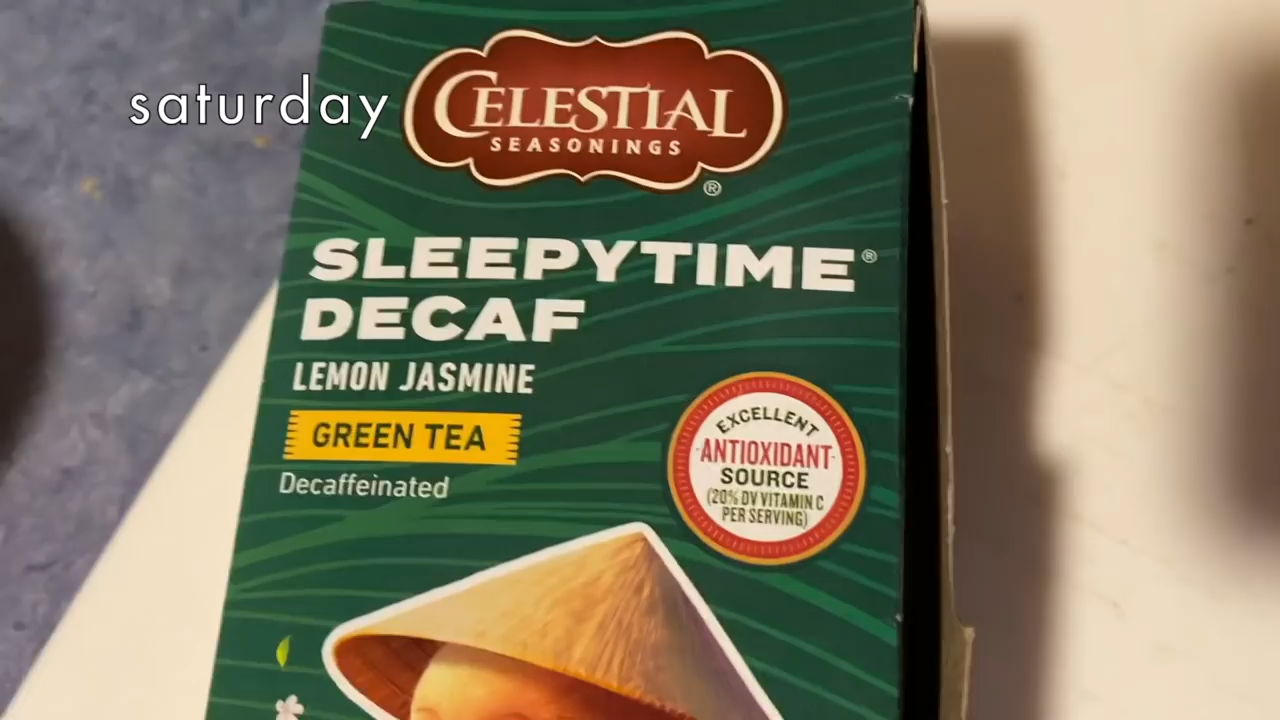 saturday
CELESTIAL
SEASONINGS
®
SLEEPYTIME®
DECAF
LEMON JASMINE
GREEN TEA
Decaffeinated
EXCELLENT
ANTIOXIDANT
SOURCE
(20% DV VITAMIN C
PER SERVING)